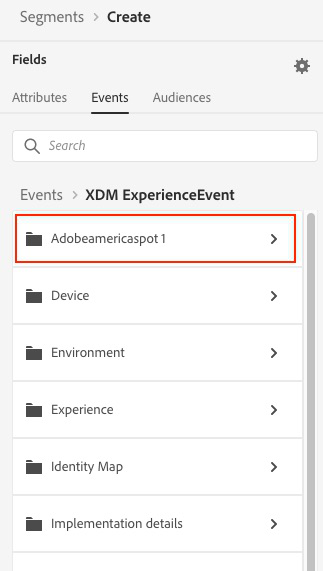 Segments > Create
Fields
Attributes Events Audiences
Search
Events > XDM ExperienceEvent
Adobeamericaspot 1
Device
Environment
Experience
Identity Map
Implementation details